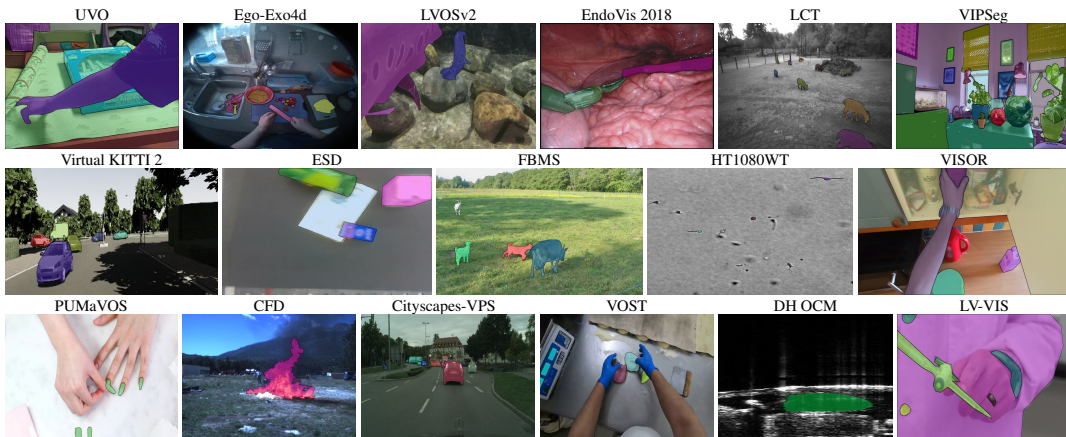 UVO
Ego-Exo4d
LVOSv2
EndoVis 2018
LCT
VIPSeg
Virtual KITTI 2
ESD
FBMS
HT1080WT
VISOR
PUMaVOS
CFD
Cityscapes-VPS
VOST
DH OCM
LV-VIS